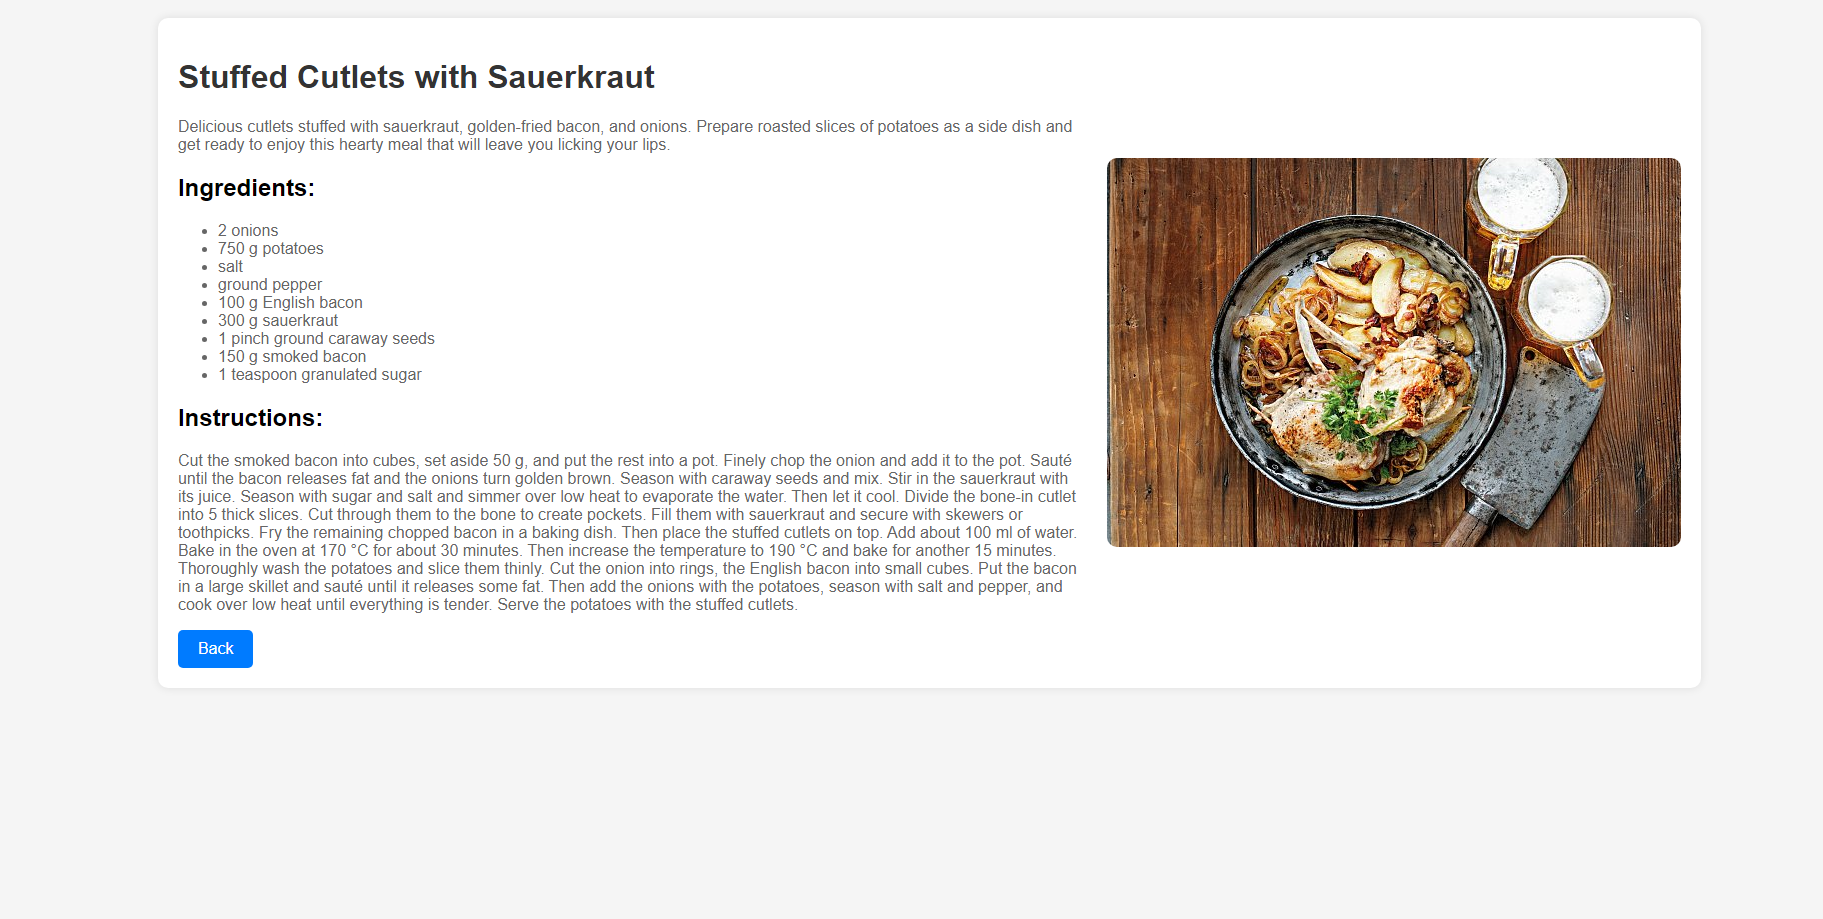 Stuffed Cutlets with Sauerkraut
Delicious cutlets stuffed with sauerkraut, golden-fried bacon, and onions. Prepare roasted slices of potatoes as a side dish and
get ready to enjoy this hearty meal that will leave you licking your lips.
Ingredients:
2 onions
750 g potatoes
salt
ground pepper
100 g English bacon
300 g sauerkraut
1 pinch ground caraway seeds
150 g smoked bacon
1 teaspoon granulated sugar
Instructions:
Cut the smoked bacon into cubes, set aside 50 g, and put the rest into a pot. Finely chop the onion and add it to the pot. Sauté
until the bacon releases fat and the onions turn golden brown. Season with caraway seeds and mix. Stir in the sauerkraut with
its juice. Season with sugar and salt and simmer over low heat to evaporate the water. Then let it cool. Divide the bone-in cutlet
into 5 thick slices. Cut through them to the bone to create pockets. Fill them with sauerkraut and secure with skewers or
toothpicks. Fry the remaining chopped bacon in a baking dish. Then place the stuffed cutlets on top. Add about 100 ml of water.
Bake in the oven at 170 °C for about 30 minutes. Then increase the temperature to 190 °C and bake for another 15 minutes.
Thoroughly wash the potatoes and slice them thinly. Cut the onion into rings, the English bacon into small cubes. Put the bacon
in a large skillet and sauté until it releases some fat. Then add the onions with the potatoes, season with salt and pepper, and
cook over low heat until everything is tender. Serve the potatoes with the stuffed cutlets.
Back